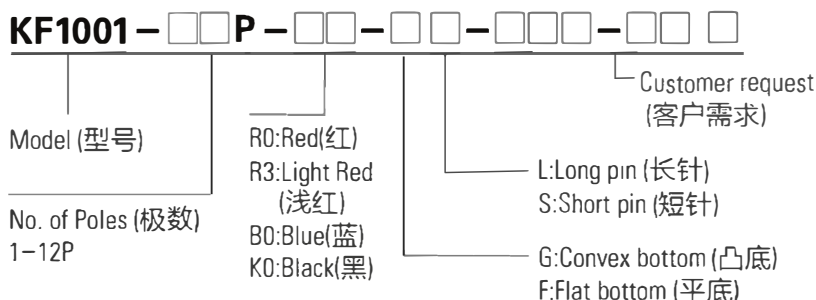 KF1001-□□P-□□-□□-□□□-□□□
Customer request
(客户需求)
Model (型号)
R0:Red(红)
R3:Light Red
(浅红)
B0:Blue(蓝)
K0:Black(黑)
L:Long pin (长针)
S:Short pin (短针)
No. of Poles (极数)
1-12P
G:Convex bottom (凸底)
F:Flat bottom (平底)